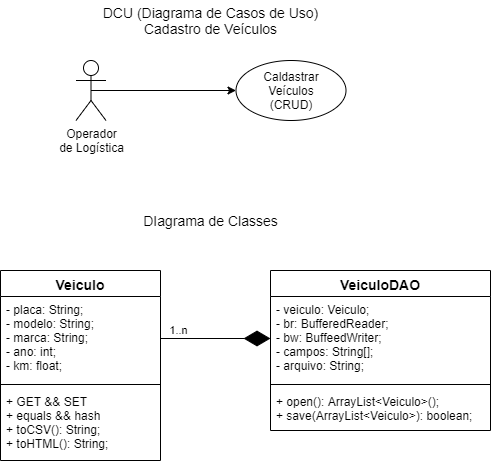 DCU (Diagrama de Casos de Uso)
Cadastro de Veículos
Caldastrar
Veículos
(CRUD)
Operador
de Logística
DIagrama de Classes
Veiculo
- placa: String;
- modelo: String;
- marca: String;
- ano: int;
- km: float;
+ GET && SET
+ equals && hash
+ toCSV(): String;
+ toHTML(): String;
1..n
VeiculoDAO
- veiculo: Veiculo;
- br: BufferedReader;
- bw: BuffeedWriter;
- campos: String[];
- arquivo: String;
+ open(): ArrayList<Veiculo>();
+ save(ArrayList<Veiculo>): boolean;